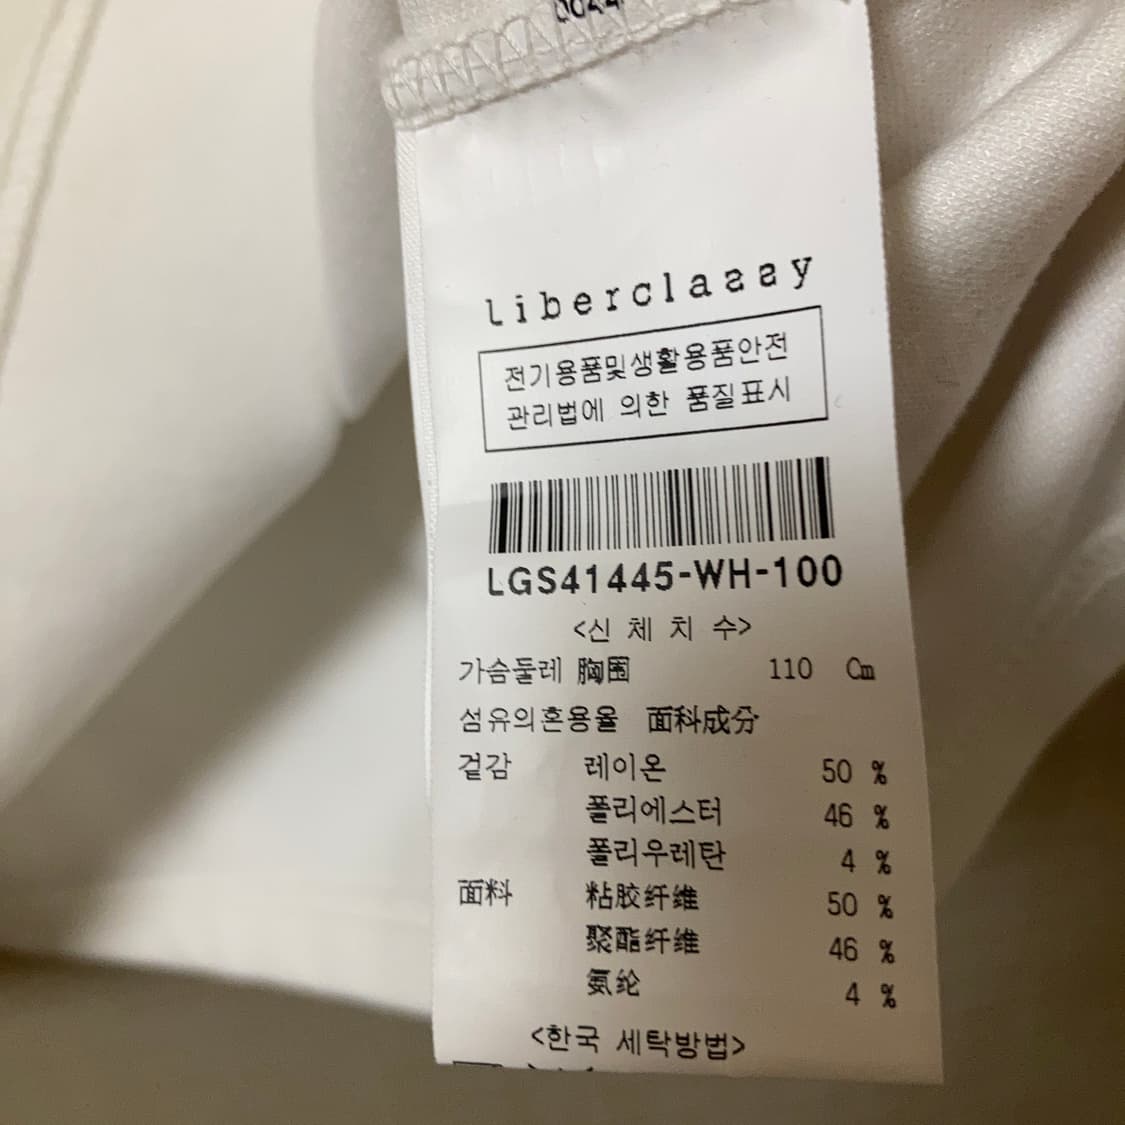 Liberclassy
전기용품및생활용품안전
관리법에 의한 품질표시
LGS41445-WH-100
<신 체 치 수>
가슴둘레 胸围 110 Cm
섬유의혼용율 面科成分
겉감 레이온 50 %
폴리에스터 46 %
폴리우레탄 4 %
面料 粘胶纤维 50 %
聚酯纤维 46 %
氨纶 4 %
<한국 세탁방법>